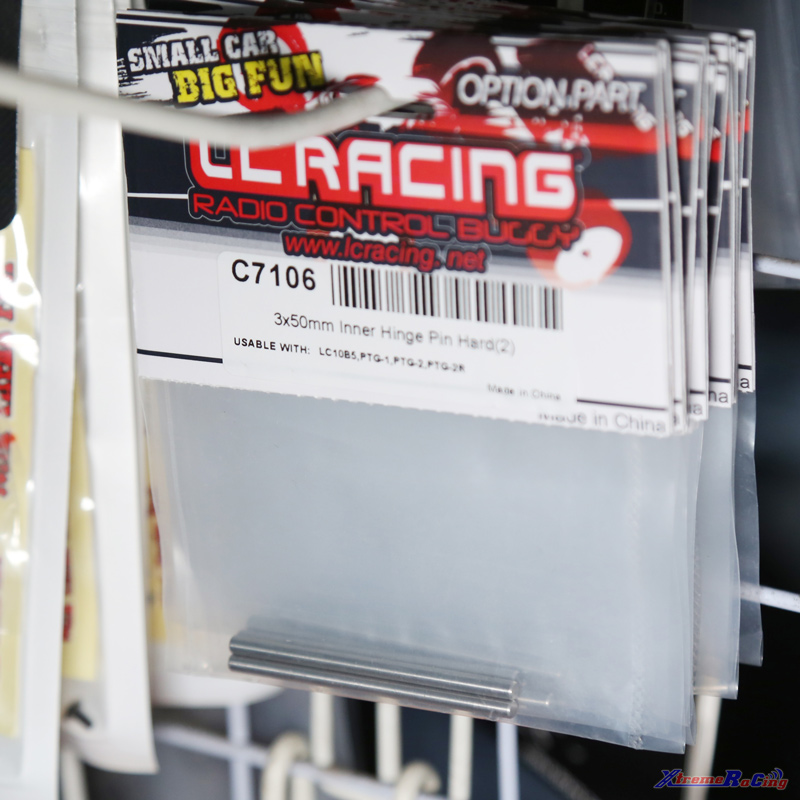 SMALL CAR
BIG FUN
OPTION PART
LC RACING
RADIO CONTROL BUGGY
www.lcracing.net
C7106
3x50mm Inner Hinge Pin Hard(2)
USABLE WITH: LC10B5,PTG-1,PTG-2,PTG-2R
Made in China
Made in China
na
a
XtremeRaCing